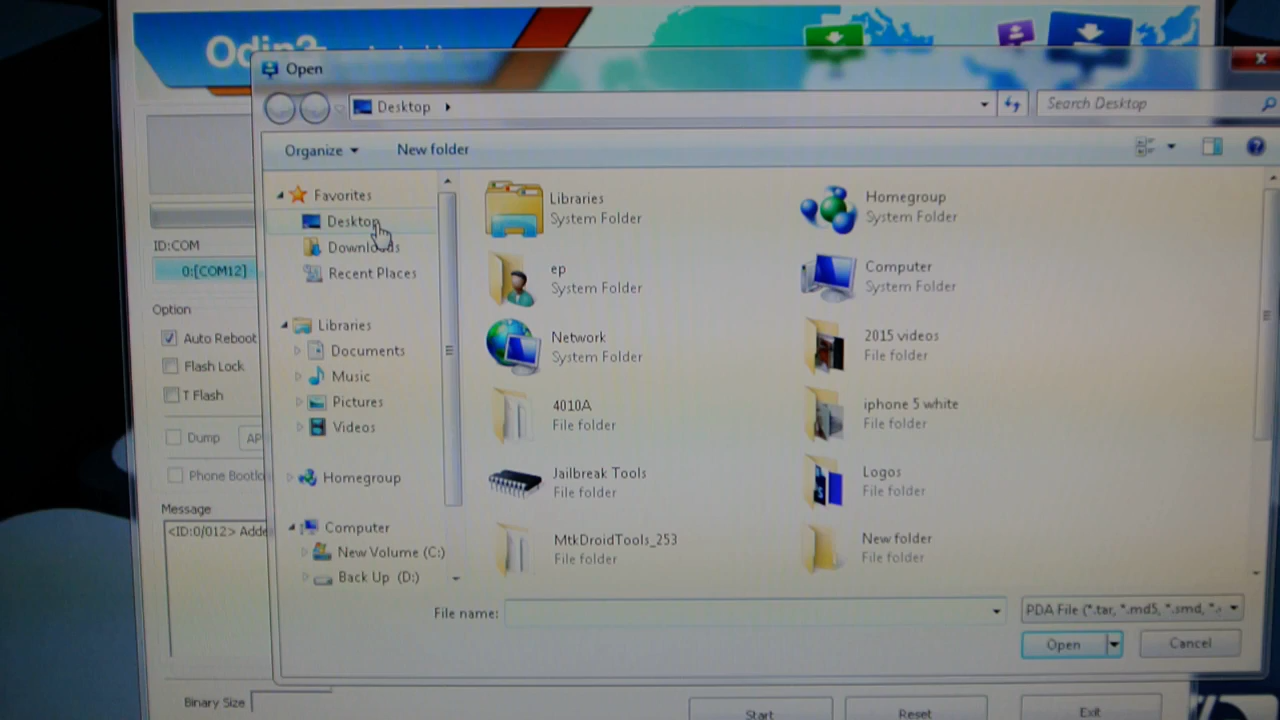 Odin3
Open
Desktop
Search Desktop
Organize
New folder
Favorites
Desktop
Downloads
Recent Places
Libraries
Documents
Music
Pictures
Videos
Homegroup
Computer
New Volume (C:)
Back Up (D:)
Libraries
System Folder
Homegroup
System Folder
ep
System Folder
Computer
System Folder
Network
System Folder
2015 videos
File folder
4010A
File folder
iphone 5 white
File folder
Jailbreak Tools
File folder
Logos
File folder
MtkDroidTools_253
File folder
New folder
File folder
File name:
PDA File (*.tar, *.md5, *.smd, *.
Open
Cancel
ID:COM
0:[COM12]
Option
Auto Reboot
Flash Lock
T Flash
Dump
AP
Phone Bootlo
Message
<ID:0/012> Adde
Binary Size
Start
Reset
Exit